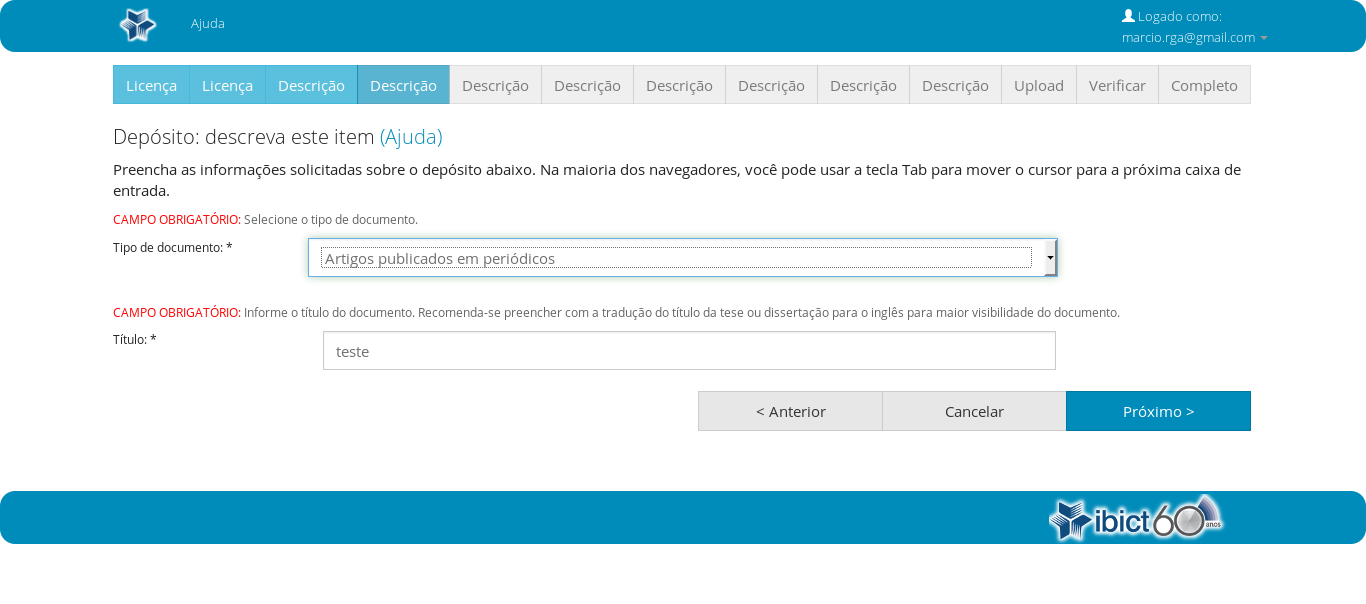 Ajuda
Logado como:
marcio.rga@gmail.com
Licença Licença Descrição Descrição Descrição Descrição Descrição Descrição Descrição Descrição Upload Verificar Completo
Depósito: descreva este item (Ajuda)
Preencha as informações solicitadas sobre o depósito abaixo. Na maioria dos navegadores, você pode usar a tecla Tab para mover o cursor para a próxima caixa de
entrada.
CAMPO OBRIGATÓRIO: Selecione o tipo de documento.
Tipo de documento: * Artigos publicados em periódicos
CAMPO OBRIGATÓRIO: Informe o título do documento. Recomenda-se preencher com a tradução do título da tese ou dissertação para o inglês para maior visibilidade do documento.
Título: * teste
< Anterior Cancelar Próximo >
ibict 60 anos